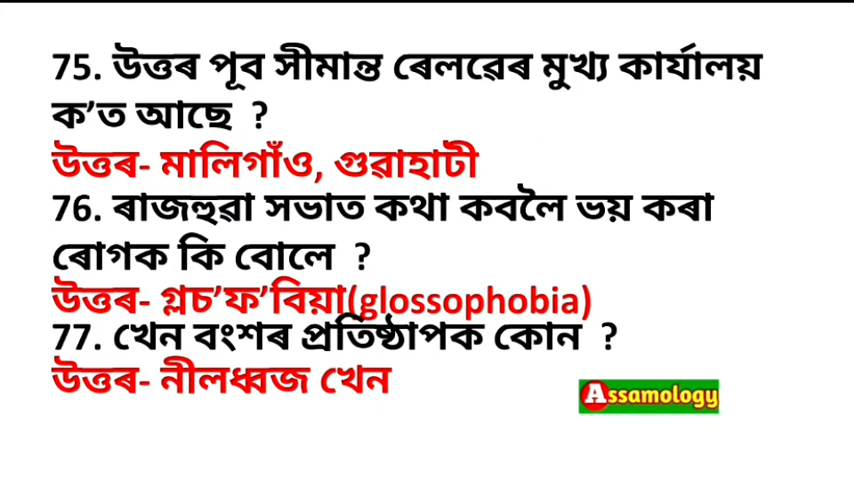 75. উত্তৰ পূব সীমান্ত ৰেলৱেৰ মুখ্য কাৰ্যালয়
ক’ত আছে ?
উত্তৰ- মালিগাঁও, গুৱাহাটী
76. ৰাজহুৱা সভাত কথা কবলৈ ভয় কৰা
ৰোগক কি বোলে ?
উত্তৰ- গ্লচ’ফ’বিয়া(glossophobia)
77. খেন বংশৰ প্ৰতিষ্ঠাপক কোন ?
উত্তৰ- নীলধ্বজ খেন
Assamology